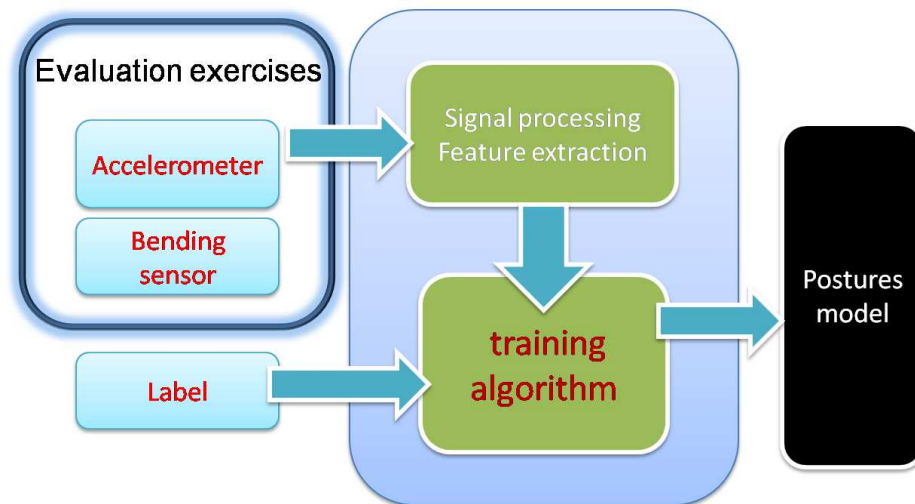 Evaluation exercises
Accelerometer
Bending
sensor
Label
Signal processing
Feature extraction
training
algorithm
Postures
model